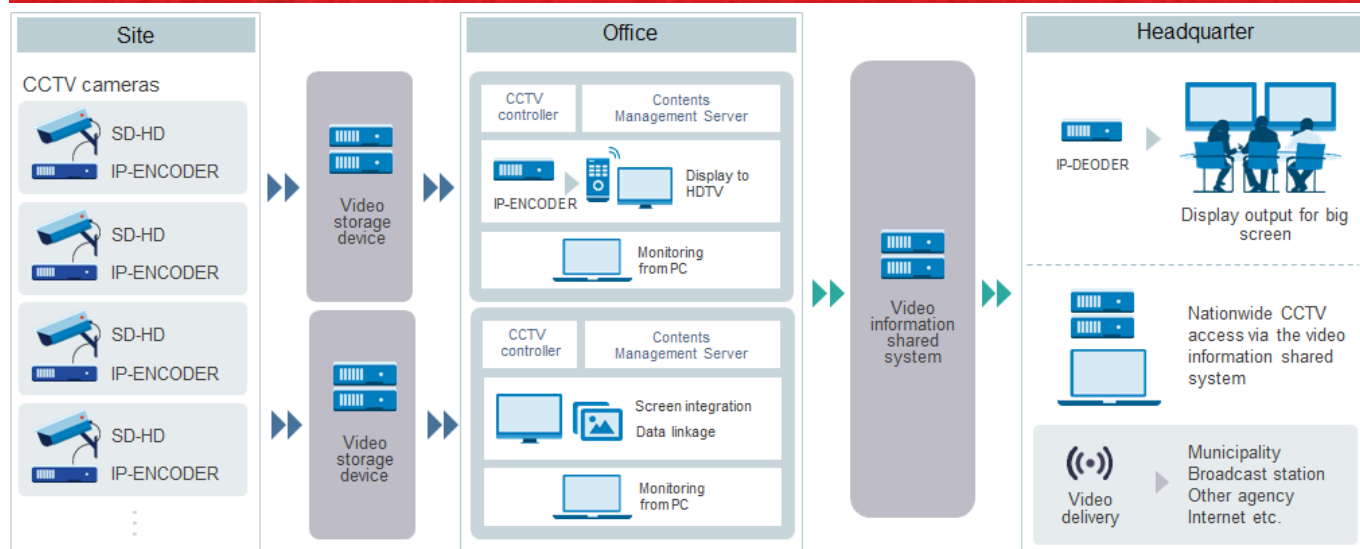 Site
CCTV cameras
SD-HD
IP-ENCODER
SD-HD
IP-ENCODER
SD-HD
IP-ENCODER
SD-HD
IP-ENCODER
Video
storage
device
Video
storage
device
Office
CCTV
controller
Contents
Management Server
IP-ENCODER
Display to
HDTV
Monitoring
from PC
CCTV
controller
Contents
Management Server
Screen integration
Data linkage
Monitoring
from PC
Video
information
shared
system
Headquarter
IP-DEODER
Display output for big
screen
Nationwide CCTV
access via the video
information shared
system
Video
delivery
Municipality
Broadcast station
Other agency
Internet etc.